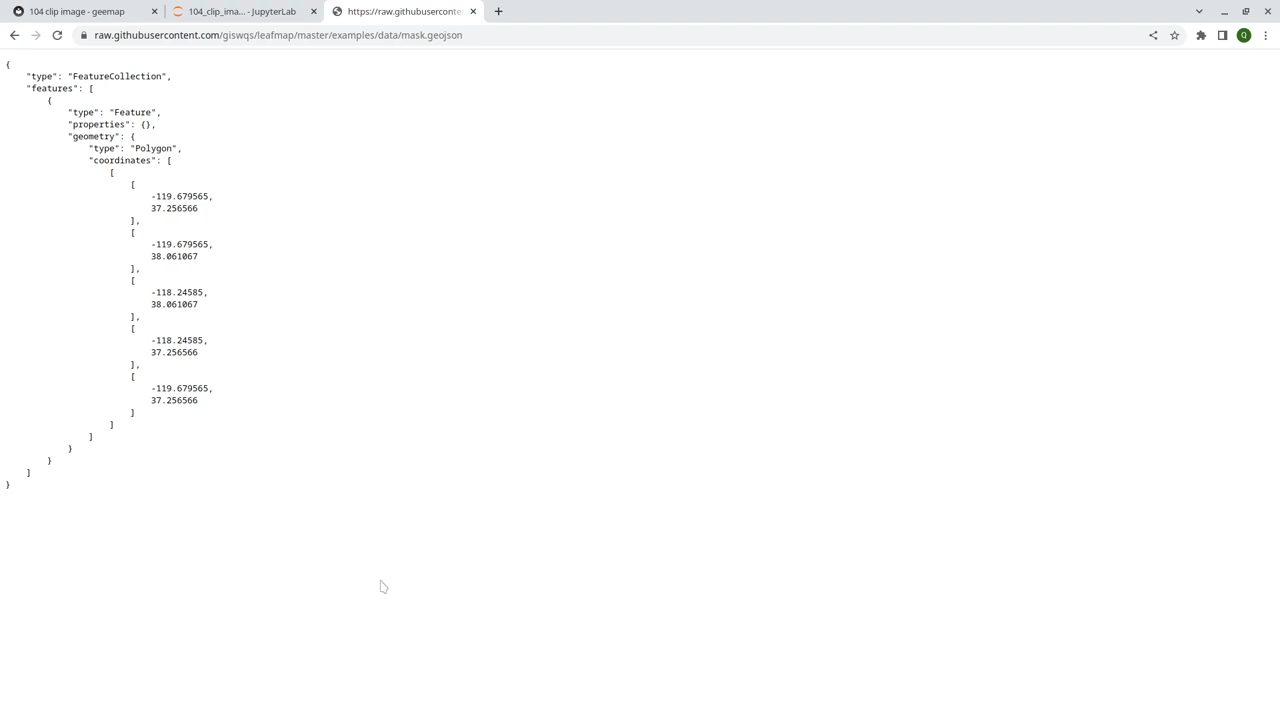 104 clip image - geemap
104_clip_ima... - JupyterLab
https://raw.githubusercontent
raw.githubusercontent.com/giswqs/leafmap/master/examples/data/mask.geojson
Q
{
    "type": "FeatureCollection",
    "features": [
        {
            "type": "Feature",
            "properties": {},
            "geometry": {
                "type": "Polygon",
                "coordinates": [
                    [
                        [
                            -119.679565,
                            37.256566
                        ],
                        [
                            -119.679565,
                            38.061067
                        ],
                        [
                            -118.24585,
                            38.061067
                        ],
                        [
                            -118.24585,
                            37.256566
                        ],
                        [
                            -119.679565,
                            37.256566
                        ]
                    ]
                ]
            }
        }
    ]
}